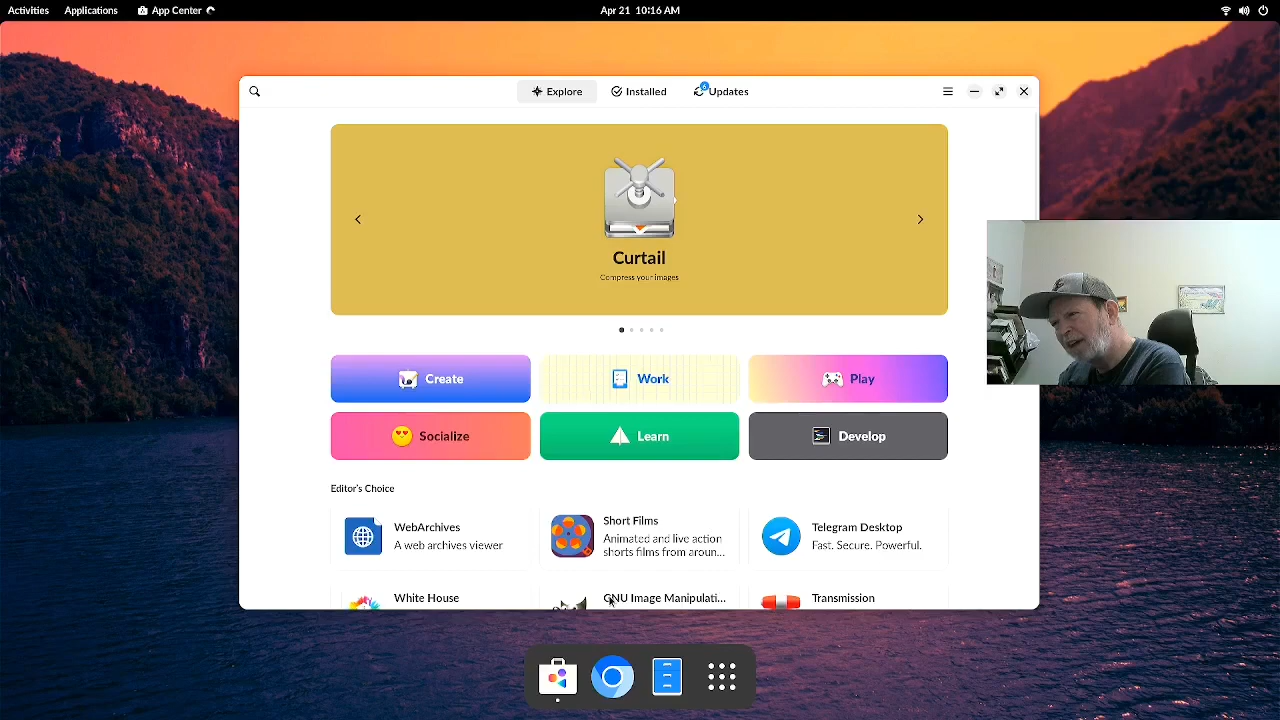 Activities
Applications
App Center
Apr 21 10:16 AM
Explore
Installed
6
Updates
Curtail
Compress your images
Create
Work
Play
Socialize
Learn
Develop
Editor's Choice
WebArchives
A web archives viewer
Short Films
Animated and live action
shorts films from aroun...
Telegram Desktop
Fast. Secure. Powerful.
White House
GNU Image Manipulati...
Transmission